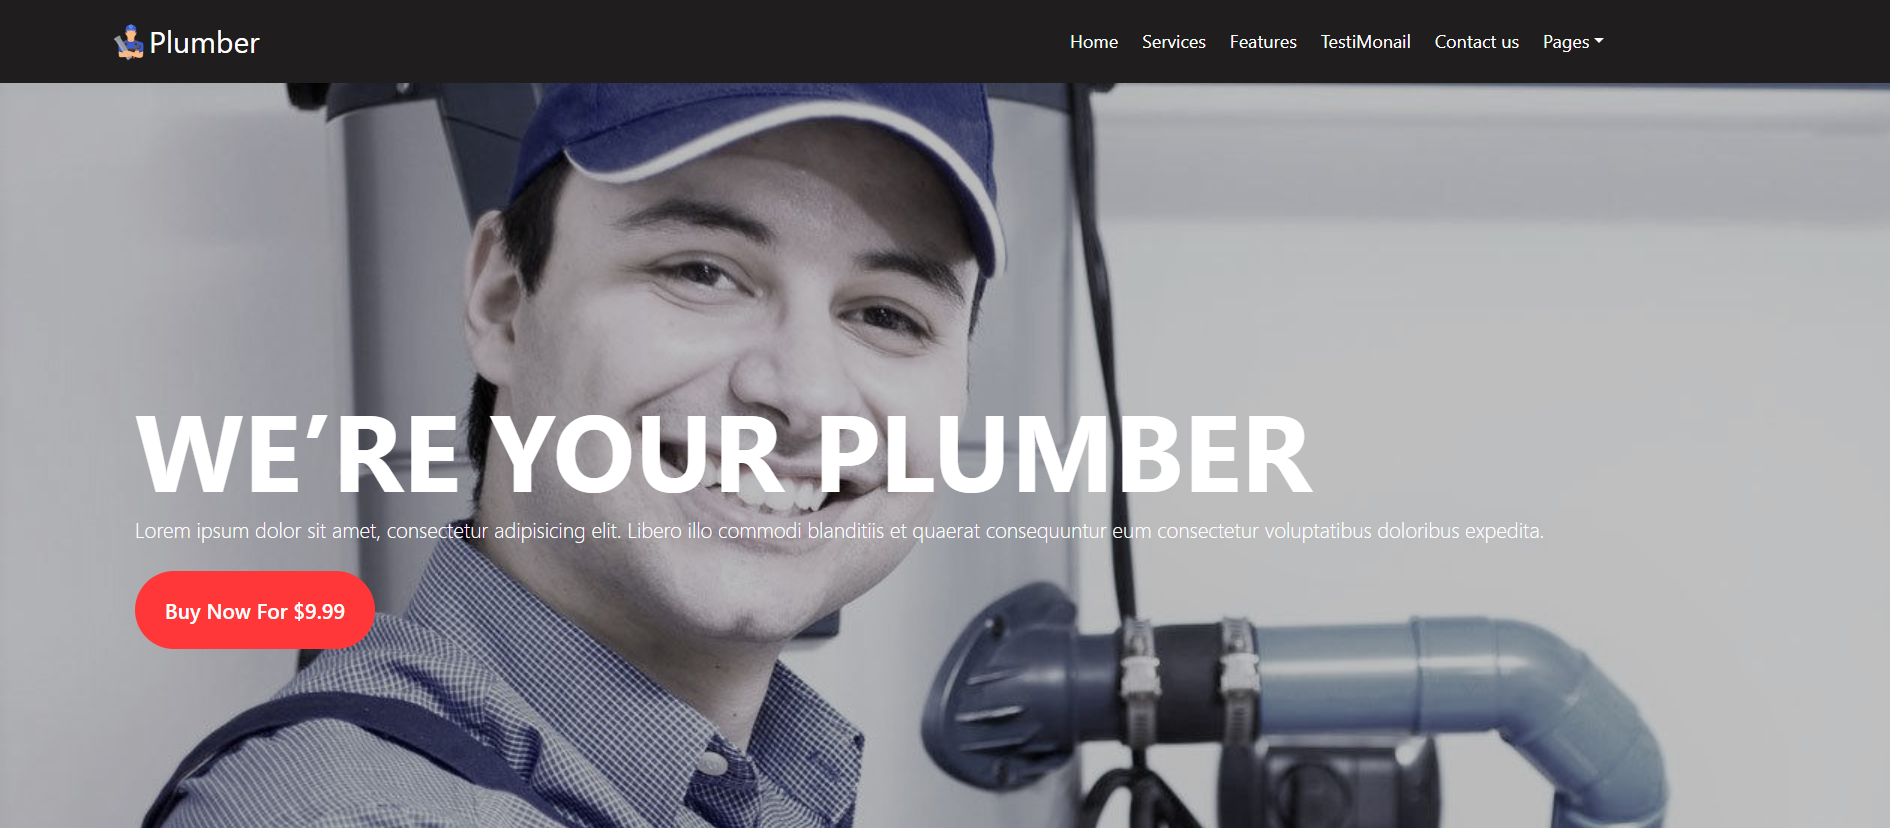 Plumber
Home Services Features TestiMonail Contact us Pages
WE’RE YOUR PLUMBER
Lorem ipsum dolor sit amet, consectetur adipisicing elit. Libero illo commodi blanditiis et quaerat consequuntur eum consectetur voluptatibus doloribus expedita.
Buy Now For $9.99